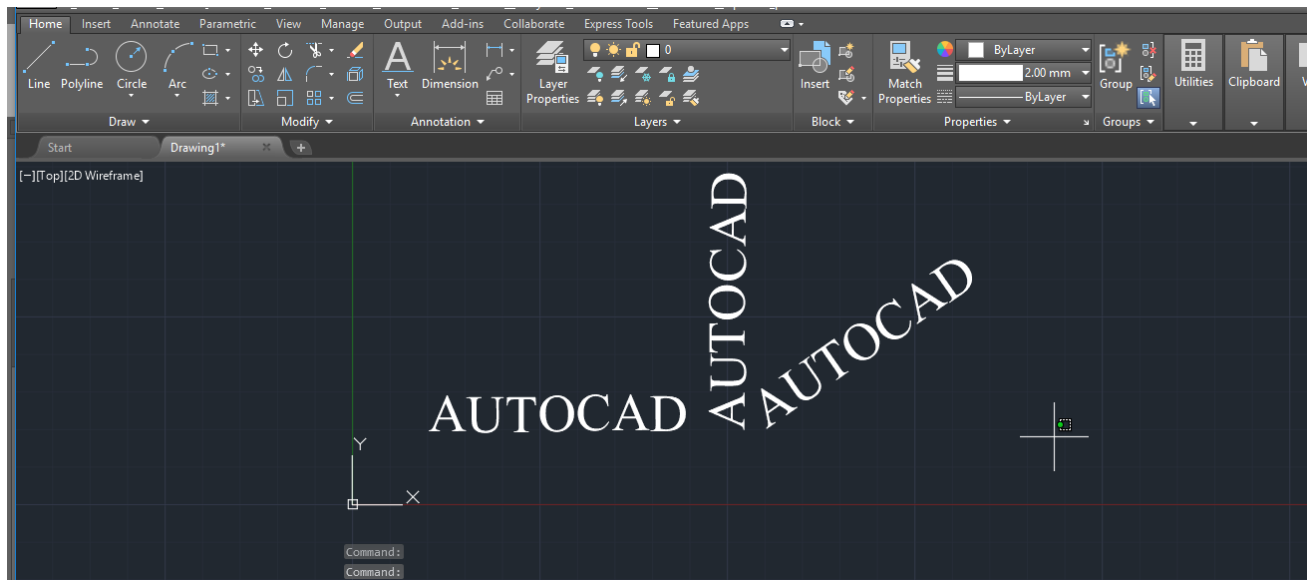 Home Insert Annotate Parametric View Manage Output Add-ins Collaborate Express Tools Featured Apps
0 ByLayer
2.00 mm
Line Polyline Circle Arc Text Dimension Layer Properties Insert Match Properties ByLayer Group Utilities Clipboard
Draw Modify Annotation Layers Block Properties Groups
Start Drawing1* +
[−][Top][2D Wireframe]
AUTOCAD
AUTOCAD
AUTOCAD
Y
X
Command:
Command: